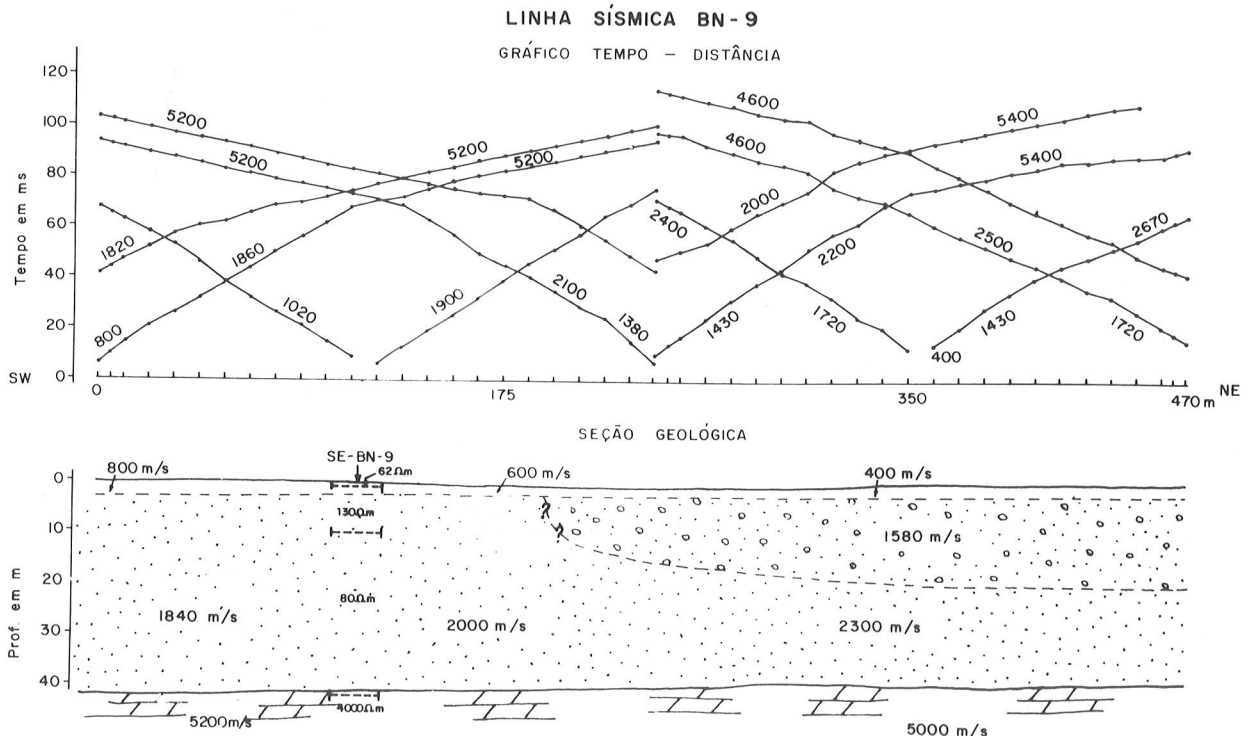 LINHA SÍSMICA BN-9
GRÁFICO TEMPO - DISTÂNCIA
Tempo em ms
120
100
80
60
40
20
0
5200
5200
1820
1860
800
1020
5200
5200
1900
2100
1380
4600
4600
2400
2000
2200
1430
1720
5400
5400
2500
2670
1430
1720
400
SW
0
175
350
470 m
NE
SEÇÃO GEOLÓGICA
Prof. em m
0
10
20
30
40
800 m/s
SE-BN-9
62Ωm
600 m/s
400 m/s
130Ωm
1580 m/s
80Ωm
1840 m/s
2000 m/s
2300 m/s
4000Ωm
5200m/s
5000 m/s